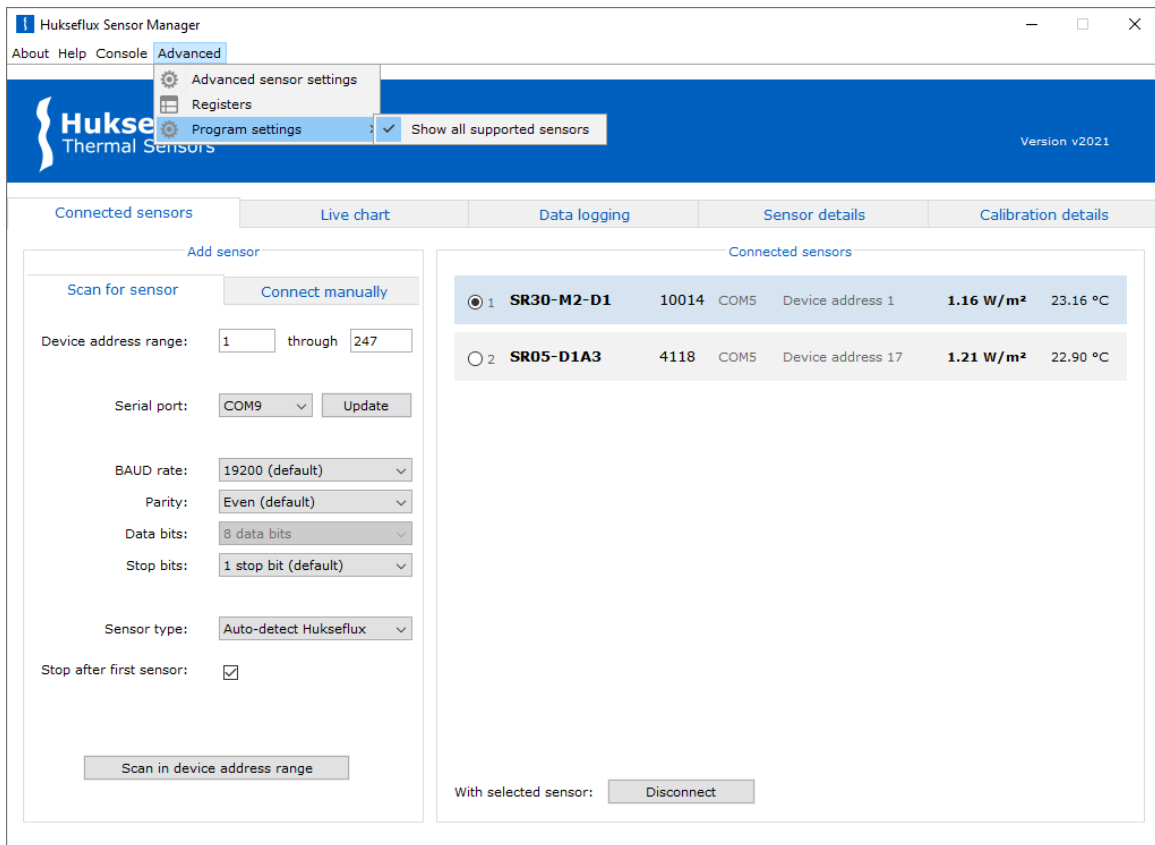 Hukseflux Sensor Manager
About Help Console Advanced
Advanced sensor settings
Registers
Program settings
Show all supported sensors
Hukse
Thermal Sensors
Version v2021
Connected sensors Live chart Data logging Sensor details Calibration details
Add sensor
Scan for sensor Connect manually
Device address range: 1 through 247
Serial port: COM9 Update
BAUD rate: 19200 (default)
Parity: Even (default)
Data bits: 8 data bits
Stop bits: 1 stop bit (default)
Sensor type: Auto-detect Hukseflux
Stop after first sensor:
Scan in device address range
Connected sensors
1 SR30-M2-D1 10014 COM5 Device address 1 1.16 W/m² 23.16 °C
2 SR05-D1A3 4118 COM5 Device address 17 1.21 W/m² 22.90 °C
With selected sensor: Disconnect